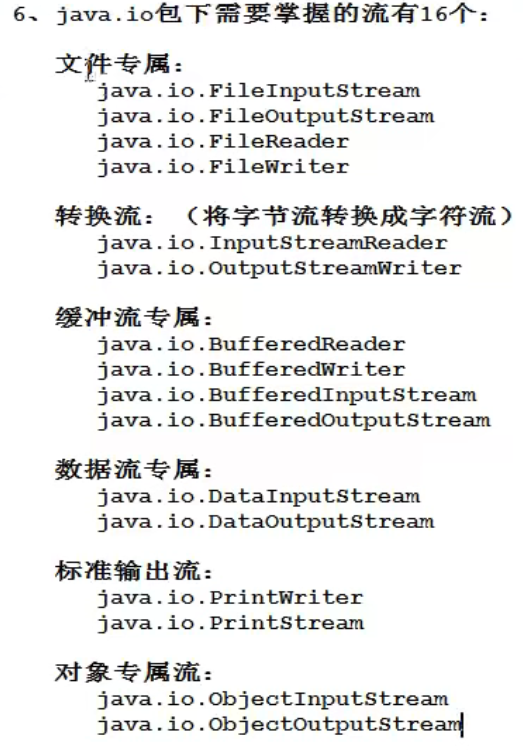 6、java.io包下需要掌握的流有16个：
文件专属：
java.io.FileInputStream
java.io.FileOutputStream
java.io.FileReader
java.io.FileWriter
转换流：（将字节流转换成字符流）
java.io.InputStreamReader
java.io.OutputStreamWriter
缓冲流专属：
java.io.BufferedReader
java.io.BufferedWriter
java.io.BufferedInputStream
java.io.BufferedOutputStream
数据流专属：
java.io.DataInputStream
java.io.DataOutputStream
标准输出流：
java.io.PrintWriter
java.io.PrintStream
对象专属流：
java.io.ObjectInputStream
java.io.ObjectOutputStream